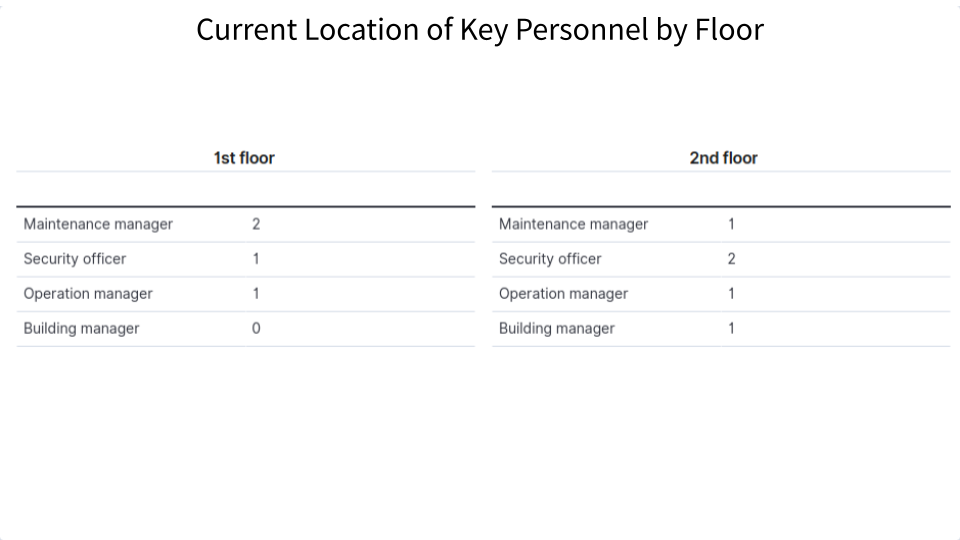 Current Location of Key Personnel by Floor
1st floor
Maintenance manager 2
Security officer 1
Operation manager 1
Building manager 0
2nd floor
Maintenance manager 1
Security officer 2
Operation manager 1
Building manager 1